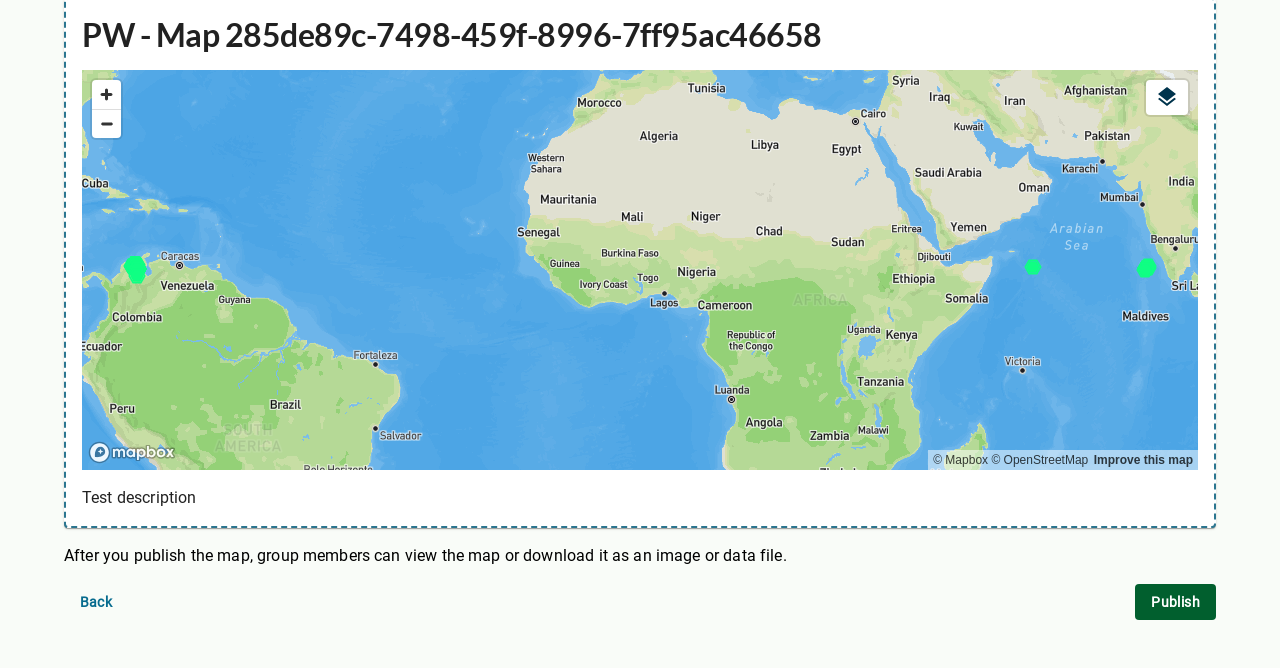 PW - Map 285de89c-7498-459f-8996-7ff95ac46658
Morocco
Tunisia
Syria
Iraq
Iran
Afghanistan
Cairo
Kuwait
Pakistan
Algeria
Libya
Egypt
Western
Sahara
Saudi Arabia
Karachi
Cuba
Oman
India
Mauritania
Mumbai
Mali
Niger
Chad
Senegal
Sudan
Eritrea
Yemen
Arabian
Sea
Bengaluru
Caracas
Burkina Faso
Djibouti
Guinea
Nigeria
Togo
Ivory Coast
Ethiopia
Venezuela
Guyana
Lagos
Cameroon
AFRICA
Somalia
Colombia
Maldives
Uganda
Kenya
Republic of
the Congo
Ecuador
Fortaleza
Victoria
Luanda
Tanzania
Peru
Brazil
Angola
Malawi
Zambia
SOUTH
AMERICA
Salvador
mapbox
© Mapbox © OpenStreetMap Improve this map
Test description
After you publish the map, group members can view the map or download it as an image or data file.
Back
Publish